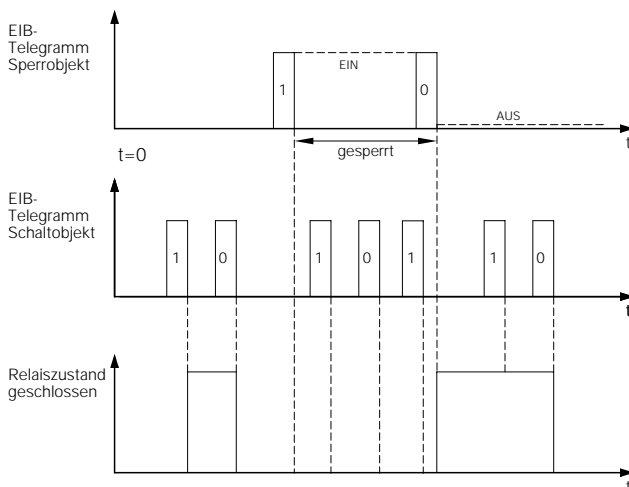 EIB-
Telegramm
Sperrobjekt
1
EIN
0
AUS
t
t=0
gesperrt
EIB-
Telegramm
Schaltobjekt
1
0
1
0
1
1
0
t
Relaiszustand
geschlossen
t